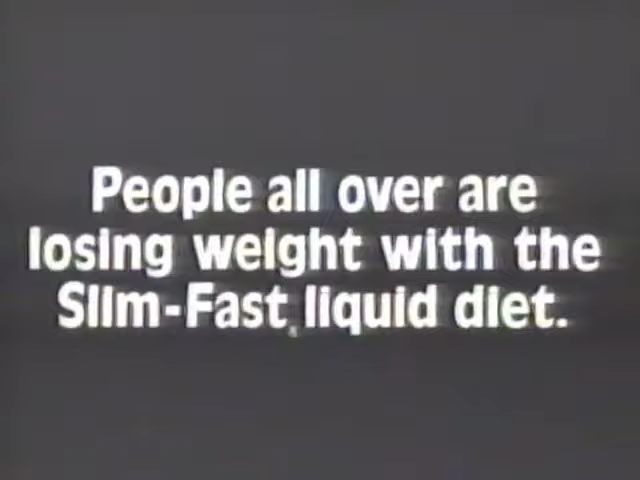 People all over are
losing weight with the
Slim-Fast® liquid diet.